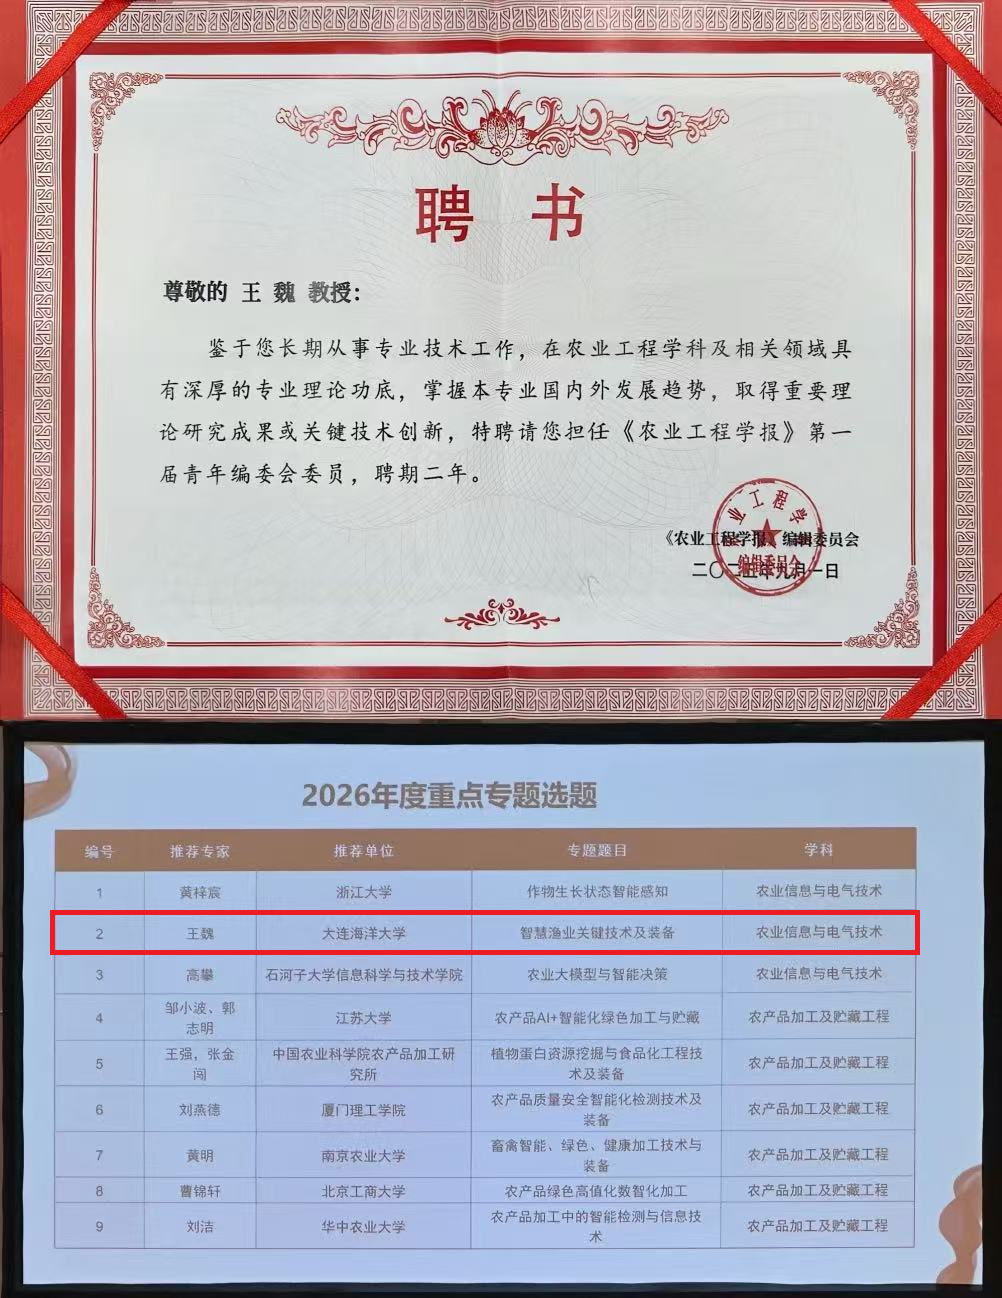 聘 书
尊敬的 王 魏 教授:
鉴于您长期从事专业技术工作，在农业工程学科及相关领域具
有深厚的专业理论功底，掌握本专业国内外发展趋势，取得重要理
论研究成果或关键技术创新，特聘请您担任《农业工程学报》第一
届青年编委会委员，聘期二年。
《农业工程学报》编辑委员会
二〇二五年九月一日
农业工程学报
编辑委员会
2026年度重点专题选题
编号 推荐专家 推荐单位 专题题目 学科
1 黄梓宸 浙江大学 作物生长状态智能感知 农业信息与电气技术
2 王魏 大连海洋大学 智慧渔业关键技术及装备 农业信息与电气技术
3 高攀 石河子大学信息科学与技术学院 农业大模型与智能决策 农业信息与电气技术
4 邹小波、郭
志明 江苏大学 农产品AI+智能化绿色加工与贮藏 农产品加工及贮藏工程
5 王强，张金
闯 中国农业科学院农产品加工研
究所 植物蛋白资源挖掘与食品化工程技
术及装备 农产品加工及贮藏工程
6 刘燕德 厦门理工学院 农产品质量安全智能化检测技术及
装备 农产品加工及贮藏工程
7 黄明 南京农业大学 畜禽智能、绿色、健康加工技术与
装备 农产品加工及贮藏工程
8 曹锦轩 北京工商大学 农产品绿色高值化数智化加工 农产品加工及贮藏工程
9 刘洁 华中农业大学 农产品加工中的智能检测与信息技
术 农产品加工及贮藏工程